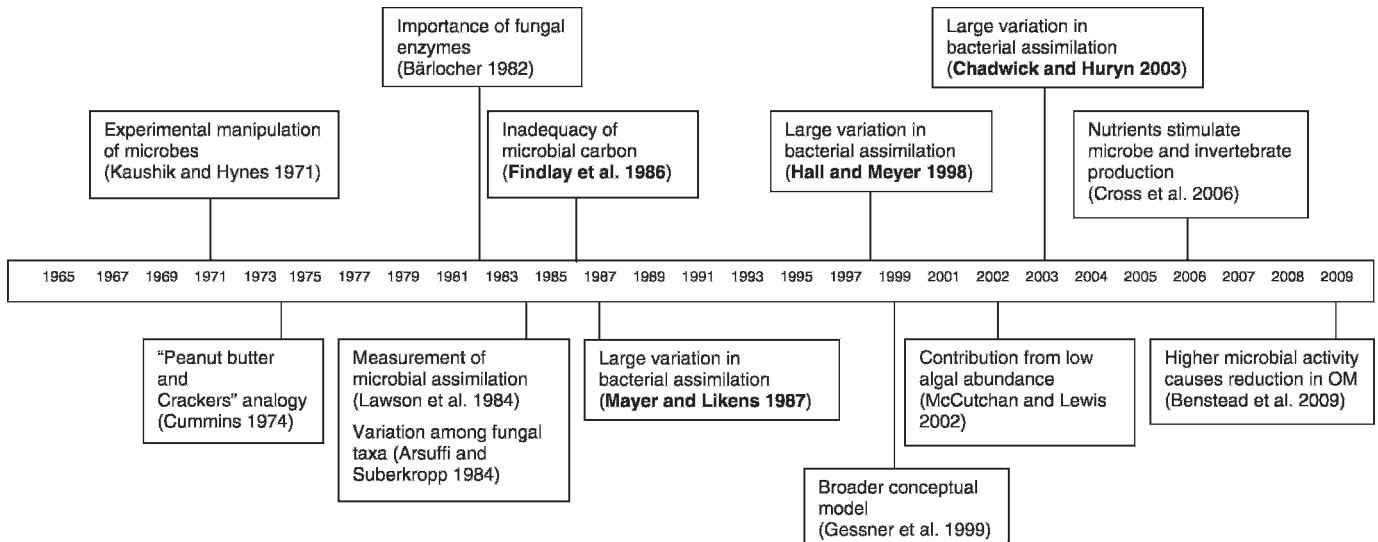 Importance of fungal
enzymes
(Bärlocher 1982)
Large variation in
bacterial assimilation
(Chadwick and Huryn 2003)
Experimental manipulation
of microbes
(Kaushik and Hynes 1971)
Inadequacy of
microbial carbon
(Findlay et al. 1986)
Large variation in
bacterial assimilation
(Hall and Meyer 1998)
Nutrients stimulate
microbe and invertebrate
production
(Cross et al. 2006)
1965 1967 1969 1971 1973 1975 1977 1979 1981 1983 1985 1987 1989 1991 1993 1995 1997 1999 2001 2002 2003 2004 2005 2006 2007 2008 2009
"Peanut butter
and
Crackers" analogy
(Cummins 1974)
Measurement of
microbial assimilation
(Lawson et al. 1984)
Variation among fungal
taxa (Arsuffi and
Suberkropp 1984)
Large variation in
bacterial assimilation
(Mayer and Likens 1987)
Contribution from low
algal abundance
(McCutchan and Lewis
2002)
Higher microbial activity
causes reduction in OM
(Benstead et al. 2009)
Broader conceptual
model
(Gessner et al. 1999)